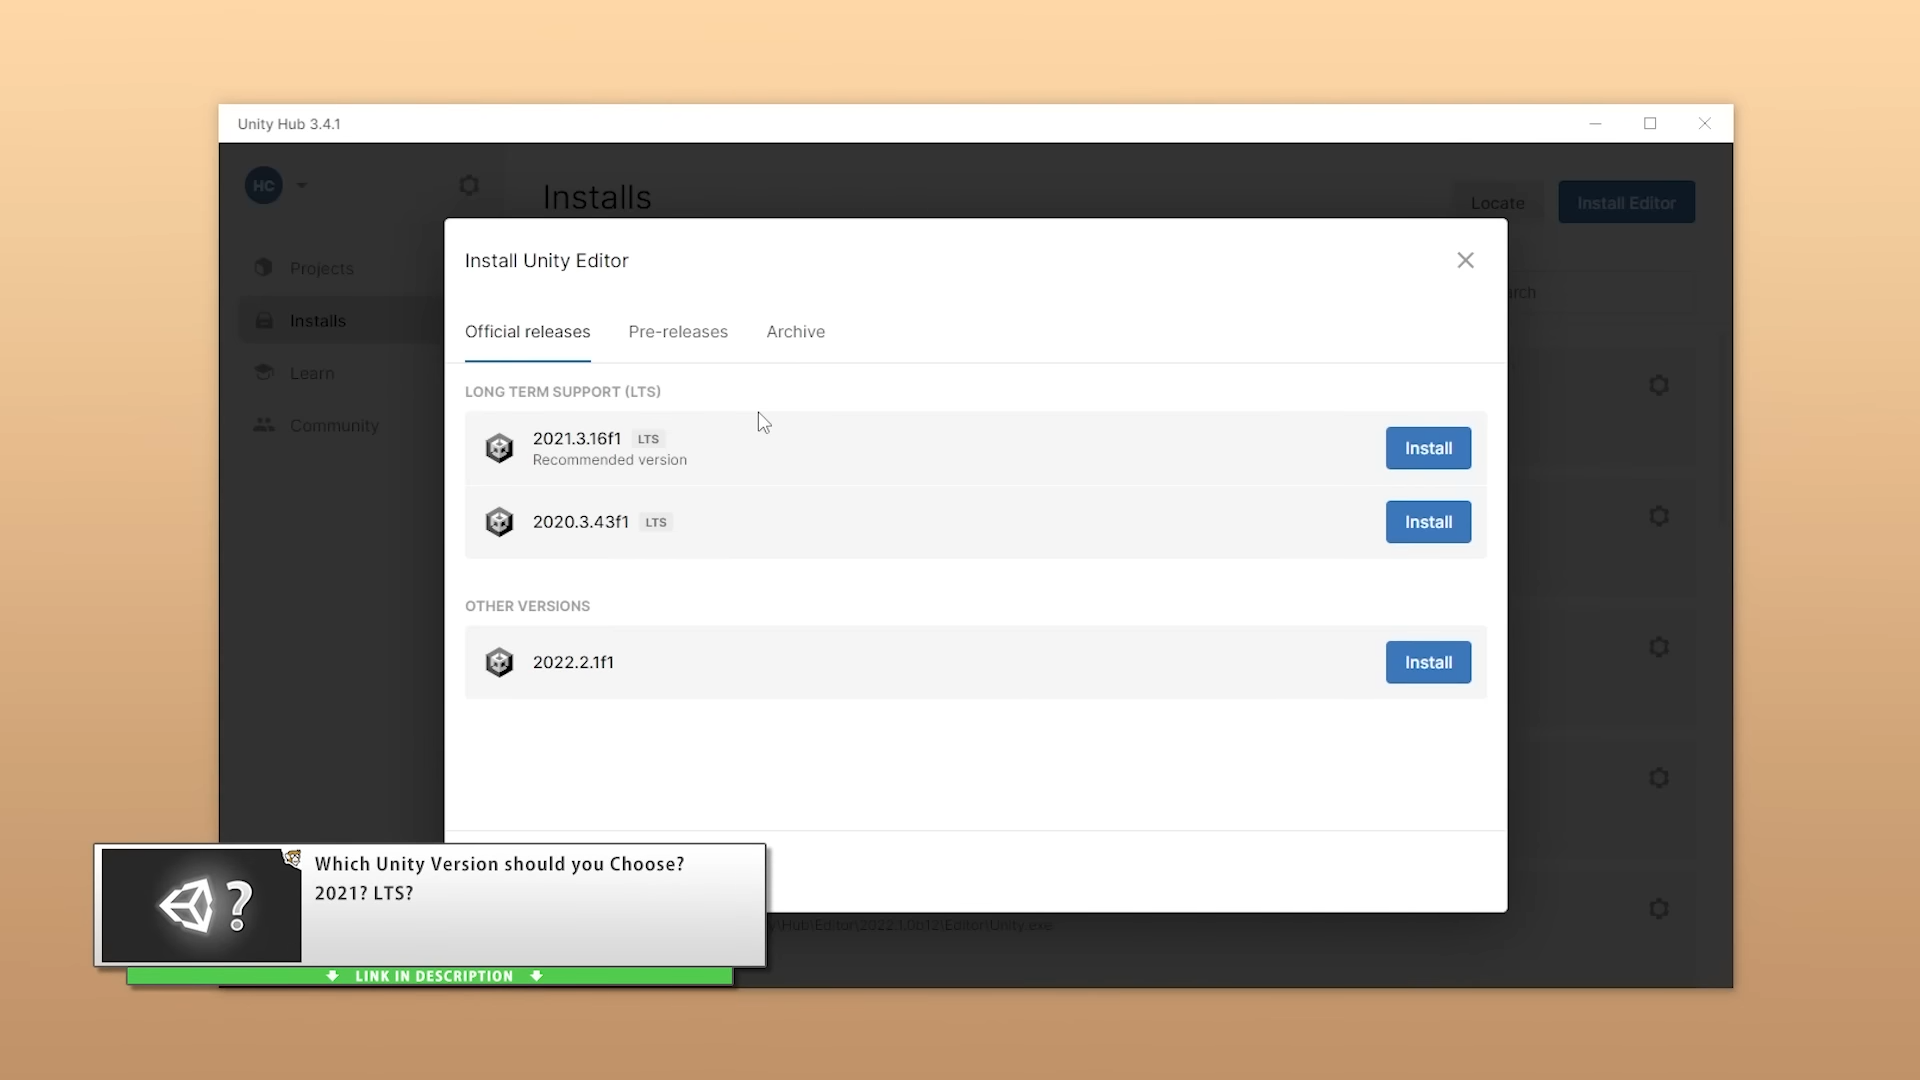 Unity Hub 3.4.1
HC
Installs
Locate
Install Editor
Projects
Installs
Learn
Community
Install Unity Editor
Official releases
Pre-releases
Archive
LONG TERM SUPPORT (LTS)
2021.3.16f1 LTS
Recommended version
Install
2020.3.43f1 LTS
Install
OTHER VERSIONS
2022.2.1f1
Install
Which Unity Version should you Choose?
2021? LTS?
LINK IN DESCRIPTION
\Hub\Editor\2022.1.0b12\Editor\Unity.exe